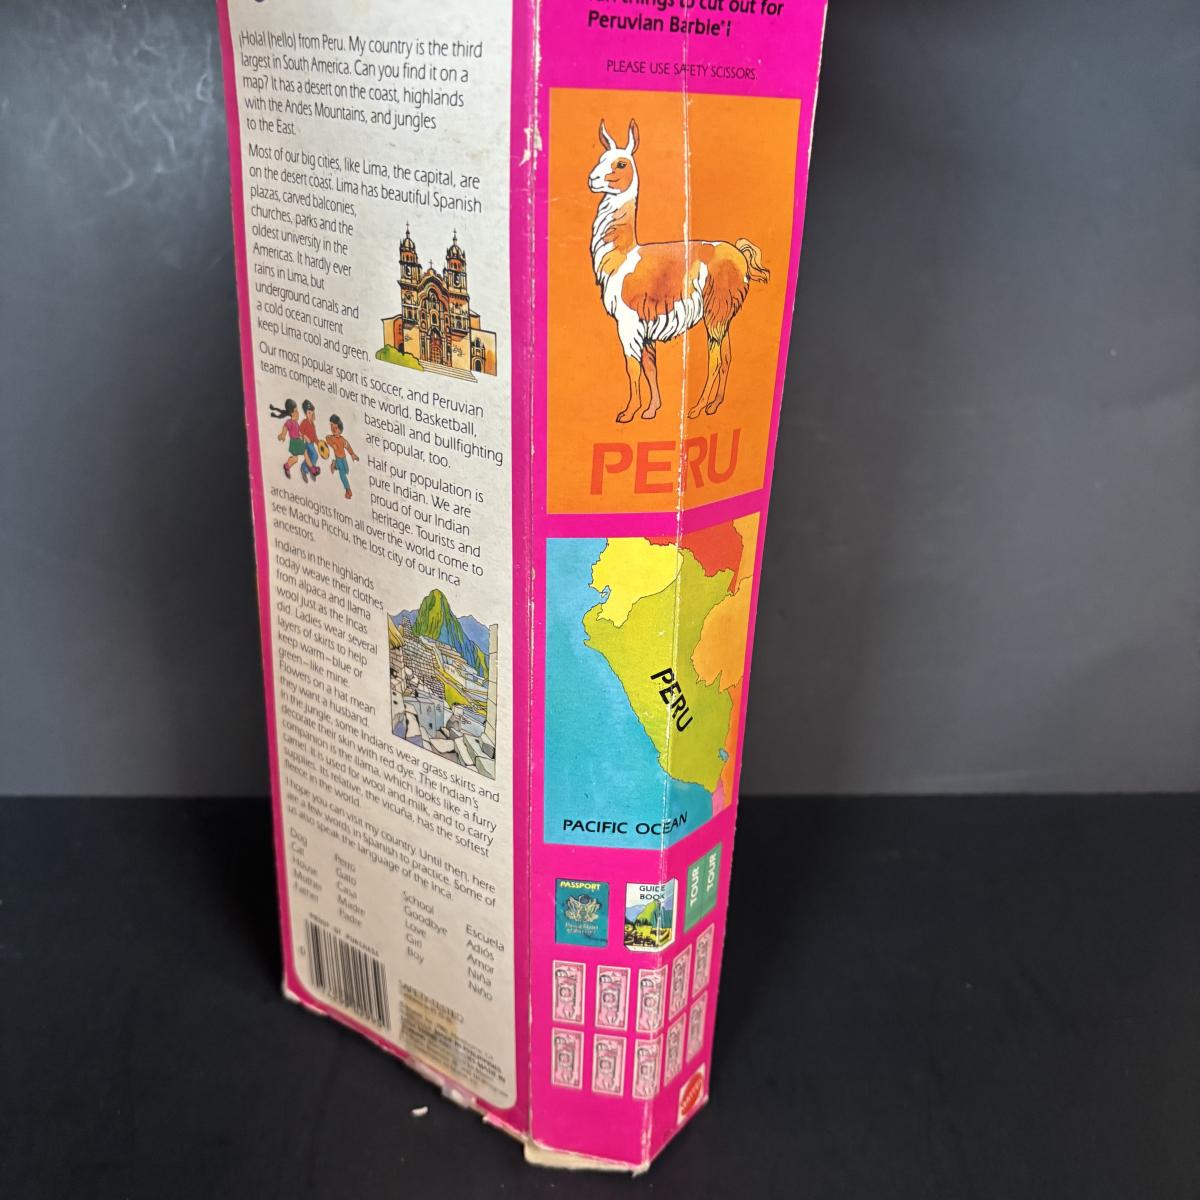 ¡Hola! (hello) from Peru. My country is the third
largest in South America. Can you find it on a
map? It has a desert on the coast, highlands
with the Andes Mountains, and jungles
to the East.
Most of our big cities, like Lima, the capital, are
on the desert coast. Lima has beautiful Spanish
plazas, carved balconies,
churches, parks and the
oldest university in the
Americas. It hardly ever
rains in Lima, but
underground canals and
a cold ocean current
keep Lima cool and green.
Our most popular sport is soccer, and Peruvian
teams compete all over the world. Basketball,
baseball and bullfighting
are popular, too.
Half our population is
pure Indian. We are
proud of our Indian
heritage. Tourists and
archaeologists from all over the world come to
see Machu Picchu, the lost city of our Inca
ancestors.
Indians in the highlands
today weave their clothes
from alpaca and llama
wool just as the Incas
did. Ladies wear several
layers of skirts to help
keep warm—blue or
green—like mine.
Flowers on a hat mean
they want a husband.
In the jungle, some Indians wear grass skirts and
decorate their skin with red dye. The Indian's
companion is the llama, which looks like a furry
camel. It is used for wool and milk, and to carry
supplies. Its relative, the vicuña, has the softest
fleece in the world.
I hope you can visit my country. Until then, here
are a few words in Spanish to practice. Some of
us also speak the language of the Inca.
Dog Perro
Cat Gato
House Casa
Mother Madre
Father Padre
School Escuela
Goodbye Adiós
Love Amor
Girl Niña
Boy Niño
PROOF OF PURCHASE
SAFETY-TESTED
things to cut out for
Peruvian Barbie®!
PLEASE USE SAFETY SCISSORS.
PERU
PERU
PACIFIC OCEAN
PASSPORT
United States
of America
GUIDE
BOOK
TOUR
TOUR
MATTEL